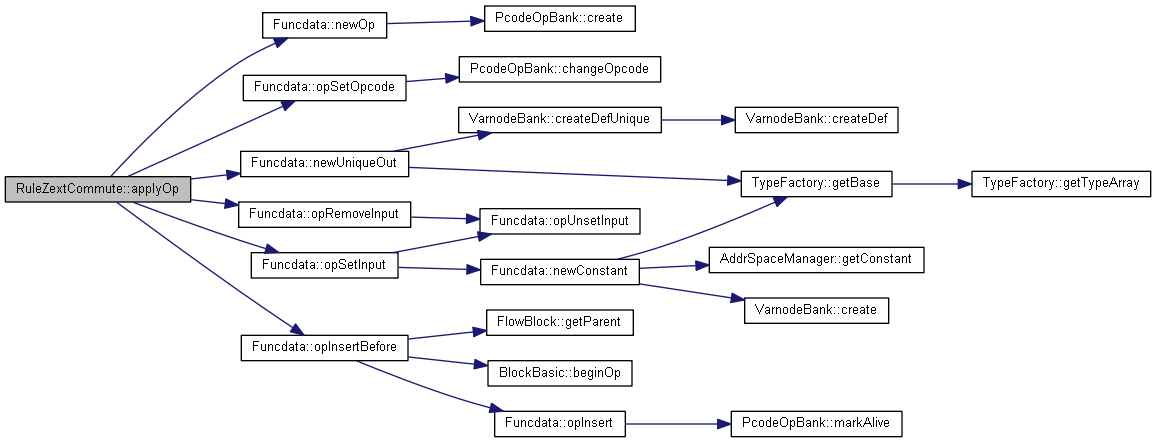 RuleZextCommute::applyOp
Funcdata::newOp
PcodeOpBank::create
Funcdata::opSetOpcode
PcodeOpBank::changeOpcode
Funcdata::newUniqueOut
VarnodeBank::createDefUnique
VarnodeBank::createDef
TypeFactory::getBase
TypeFactory::getTypeArray
Funcdata::opRemoveInput
Funcdata::opUnsetInput
Funcdata::opSetInput
Funcdata::newConstant
AddrSpaceManager::getConstant
VarnodeBank::create
Funcdata::opInsertBefore
FlowBlock::getParent
BlockBasic::beginOp
Funcdata::opInsert
PcodeOpBank::markAlive